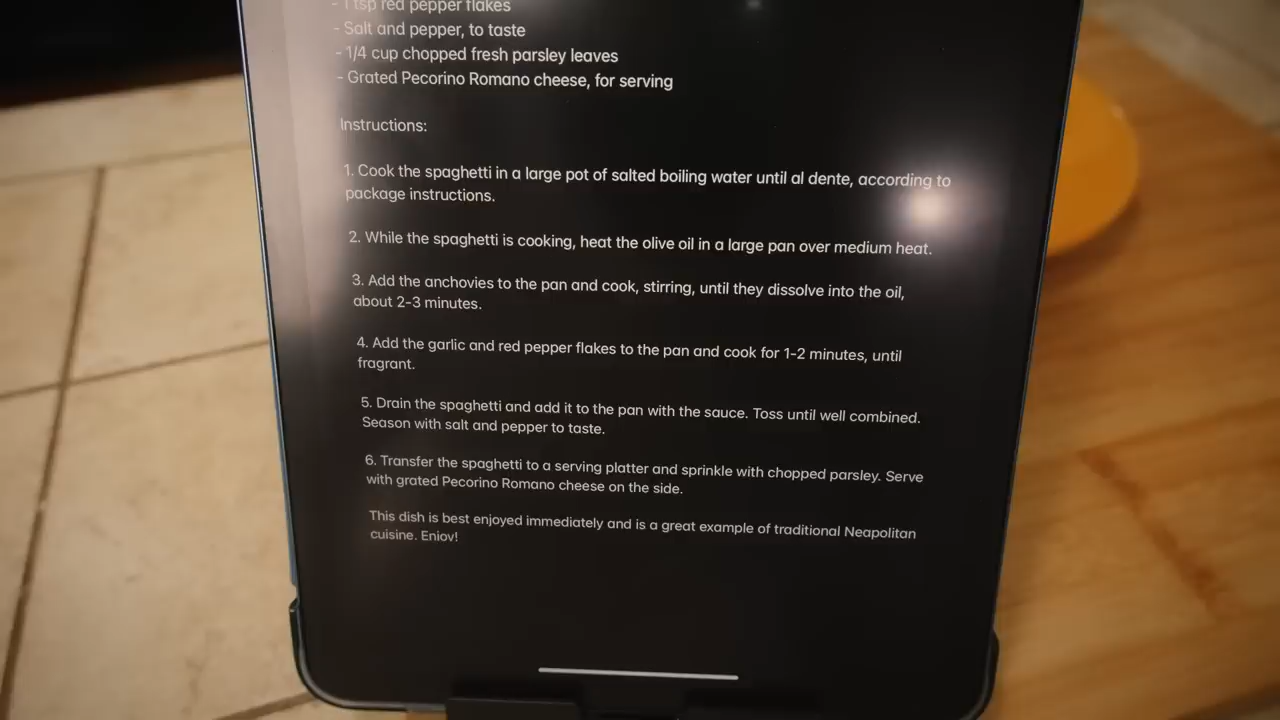 - 1 tsp red pepper flakes
- Salt and pepper, to taste
- 1/4 cup chopped fresh parsley leaves
- Grated Pecorino Romano cheese, for serving
Instructions:
1. Cook the spaghetti in a large pot of salted boiling water until al dente, according to
package instructions.
2. While the spaghetti is cooking, heat the olive oil in a large pan over medium heat.
3. Add the anchovies to the pan and cook, stirring, until they dissolve into the oil,
about 2-3 minutes.
4. Add the garlic and red pepper flakes to the pan and cook for 1-2 minutes, until
fragrant.
5. Drain the spaghetti and add it to the pan with the sauce. Toss until well combined.
Season with salt and pepper to taste.
6. Transfer the spaghetti to a serving platter and sprinkle with chopped parsley. Serve
with grated Pecorino Romano cheese on the side.
This dish is best enjoyed immediately and is a great example of traditional Neapolitan
cuisine. Enjoy!